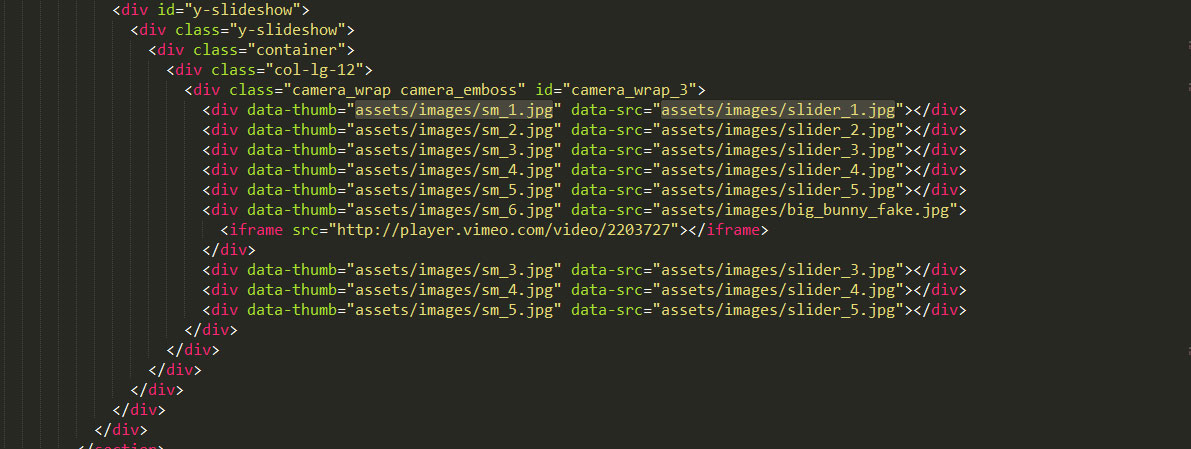 <div id="y-slideshow">
<div class="y-slideshow">
<div class="container">
<div class="col-lg-12">
<div class="camera_wrap camera_emboss" id="camera_wrap_3">
<div data-thumb="assets/images/sm_1.jpg" data-src="assets/images/slider_1.jpg"></div>
<div data-thumb="assets/images/sm_2.jpg" data-src="assets/images/slider_2.jpg"></div>
<div data-thumb="assets/images/sm_3.jpg" data-src="assets/images/slider_3.jpg"></div>
<div data-thumb="assets/images/sm_4.jpg" data-src="assets/images/slider_4.jpg"></div>
<div data-thumb="assets/images/sm_5.jpg" data-src="assets/images/slider_5.jpg"></div>
<div data-thumb="assets/images/sm_6.jpg" data-src="assets/images/big_bunny_fake.jpg">
<iframe src="http://player.vimeo.com/video/2203727"></iframe>
</div>
<div data-thumb="assets/images/sm_3.jpg" data-src="assets/images/slider_3.jpg"></div>
<div data-thumb="assets/images/sm_4.jpg" data-src="assets/images/slider_4.jpg"></div>
<div data-thumb="assets/images/sm_5.jpg" data-src="assets/images/slider_5.jpg"></div>
</div>
</div>
</div>
</div>
</div>
</div>
</section>